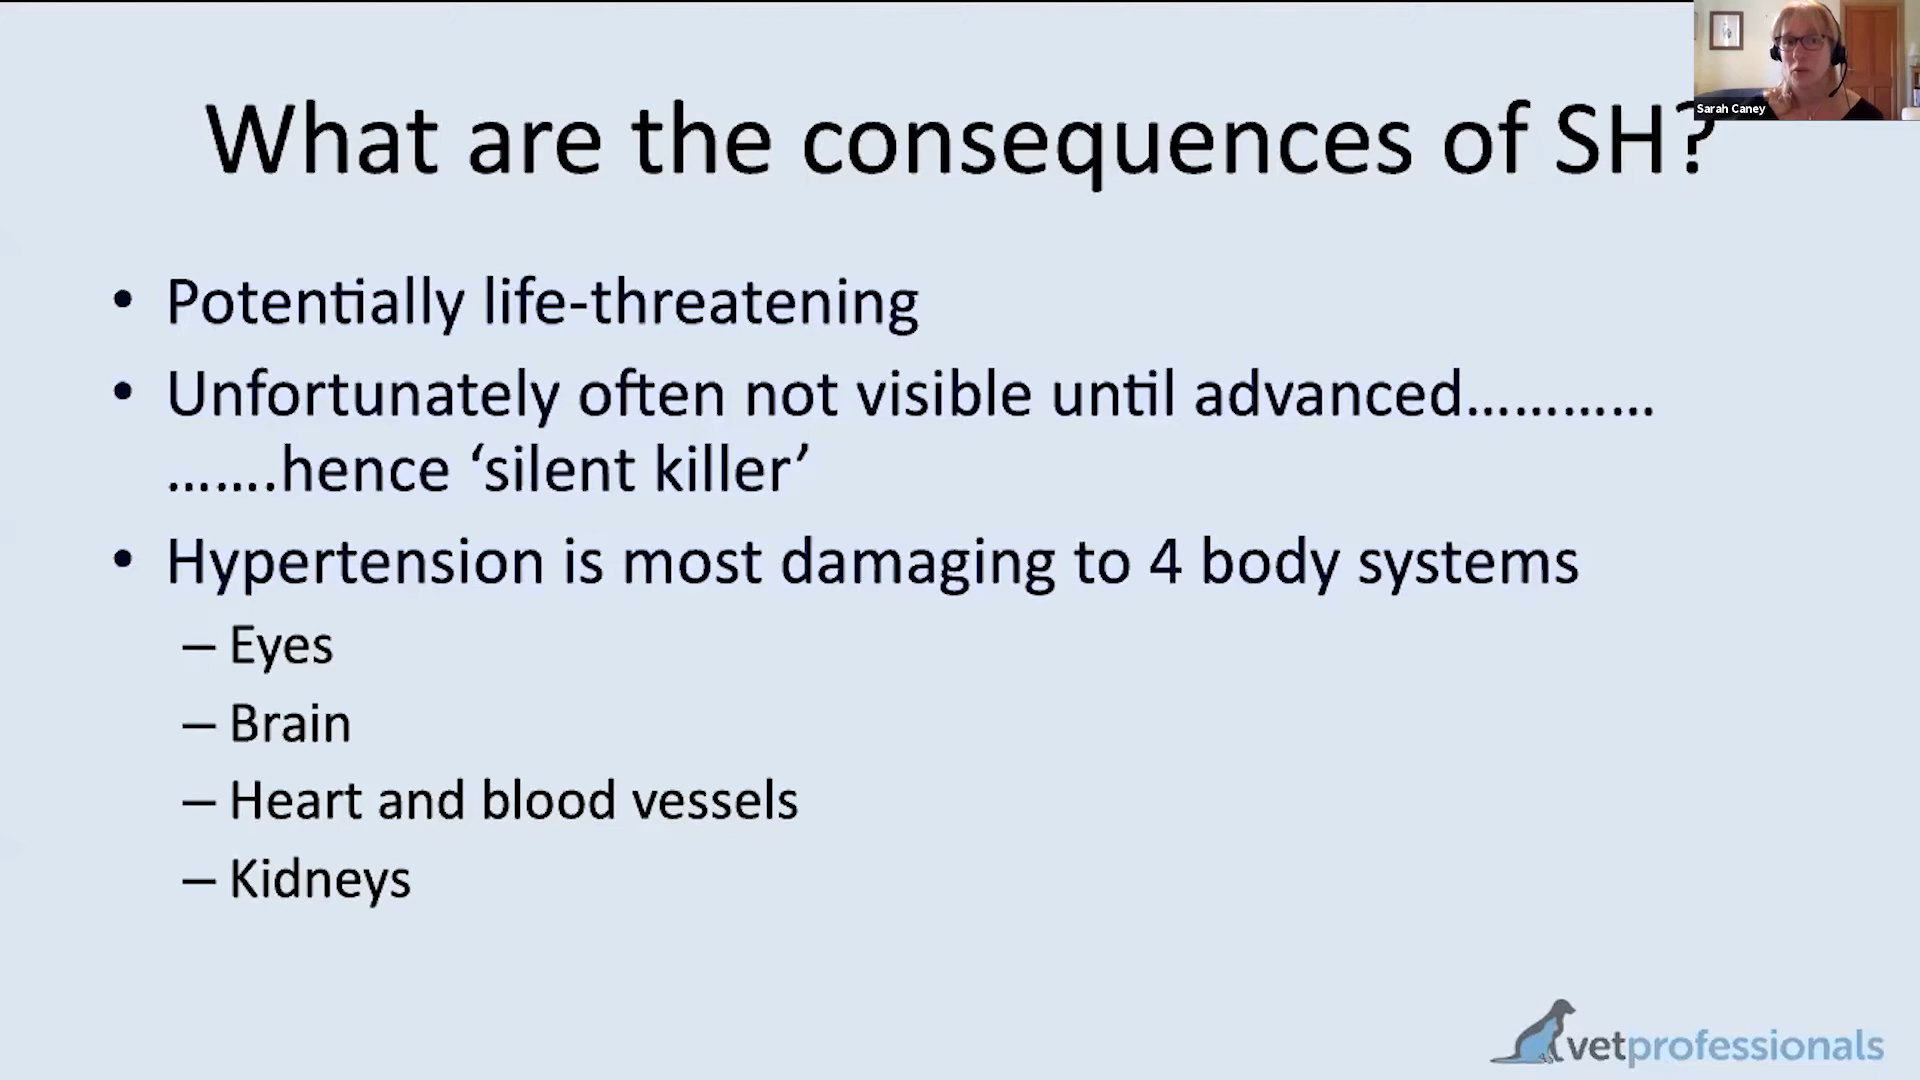 Sarah Caney
What are the consequences of SH?
• Potentially life-threatening
• Unfortunately often not visible until advanced…………
…….hence ‘silent killer’
• Hypertension is most damaging to 4 body systems
– Eyes
– Brain
– Heart and blood vessels
– Kidneys
vetprofessionals